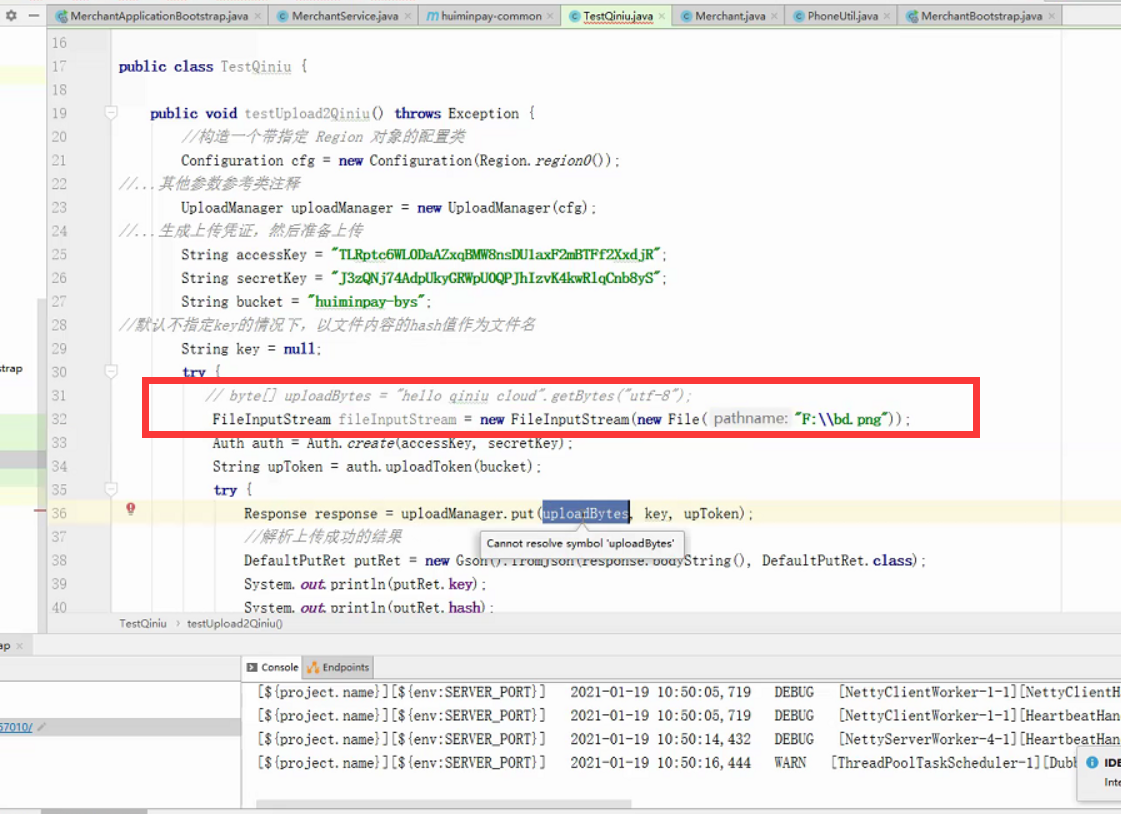 MerchantApplicationBootstrap.java × MerchantService.java × huiminpay-common × TestQiniu.java × Merchant.java × PhoneUtil.java × MerchantBootstrap.java ×
16
17 public class TestQiniu {
18
19 public void testUpload2Qiniu() throws Exception {
20 //构造一个带指定 Region 对象的配置类
21 Configuration cfg = new Configuration(Region.region0());
22 //...其他参数参考类注释
23 UploadManager uploadManager = new UploadManager(cfg);
24 //...生成上传凭证，然后准备上传
25 String accessKey = "TLRptc6WL0DaAZxqBMW8nsDU1axF2mBTFf2XxdjR";
26 String secretKey = "J3zQNj74AdpUkyGRWpU0QPJhIzvK4kwRlqCnb8yS";
27 String bucket = "huiminpay-bys";
28 //默认不指定key的情况下，以文件内容的hash值作为文件名
29 String key = null;
30 try {
strap
31 // byte[] uploadBytes = "hello qiniu cloud".getBytes("utf-8");
32 FileInputStream fileInputStream = new FileInputStream(new File( pathname: "F:\\bd.png"));
33 Auth auth = Auth.create(accessKey, secretKey);
34 String upToken = auth.uploadToken(bucket);
35 try {
36 Response response = uploadManager.put(uploadBytes, key, upToken);
37 //解析上传成功的结果
Cannot resolve symbol 'uploadBytes'
38 DefaultPutRet putRet = new Gson().fromJson(response.bodyString(), DefaultPutRet.class);
39 System.out.println(putRet.key);
40 System.out.println(putRet.hash);
TestQiniu › testUpload2Qiniu()
ap ×
Console Endpoints
[${project.name}][${env:SERVER_PORT}] 2021-01-19 10:50:05,719 DEBUG [NettyClientWorker-1-1][NettyClientH
57010/ [${project.name}][${env:SERVER_PORT}] 2021-01-19 10:50:05,719 DEBUG [NettyClientWorker-1-1][HeartbeatHan
[${project.name}][${env:SERVER_PORT}] 2021-01-19 10:50:14,432 DEBUG [NettyServerWorker-4-1][HeartbeatHan
[${project.name}][${env:SERVER_PORT}] 2021-01-19 10:50:16,444 WARN [ThreadPoolTaskScheduler-1][Dubb
IDE
Inte